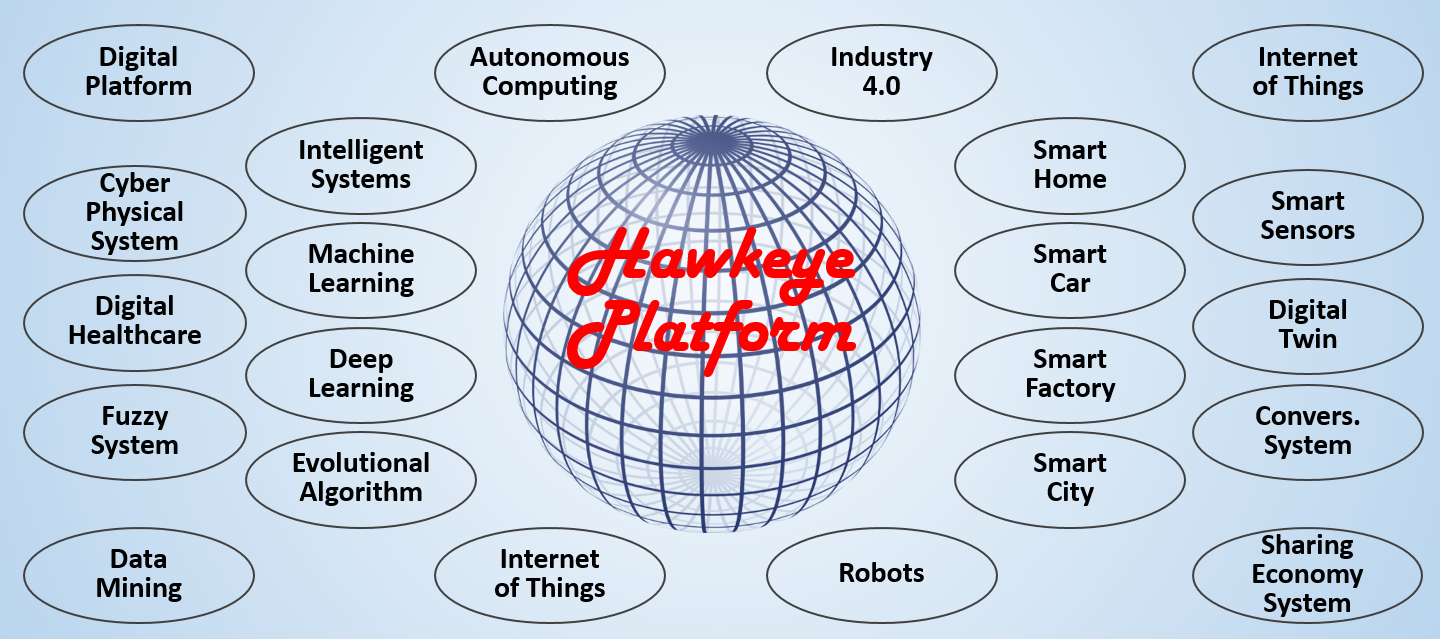 Digital
Platform
Autonomous
Computing
Industry
4.0
Internet
of Things
Intelligent
Systems
Smart
Home
Cyber
Physical
System
Smart
Sensors
Machine
Learning
Hawkeye
Platform
Smart
Car
Digital
Healthcare
Digital
Twin
Deep
Learning
Smart
Factory
Fuzzy
System
Convers.
System
Evolutional
Algorithm
Smart
City
Data
Mining
Internet
of Things
Robots
Sharing
Economy
System